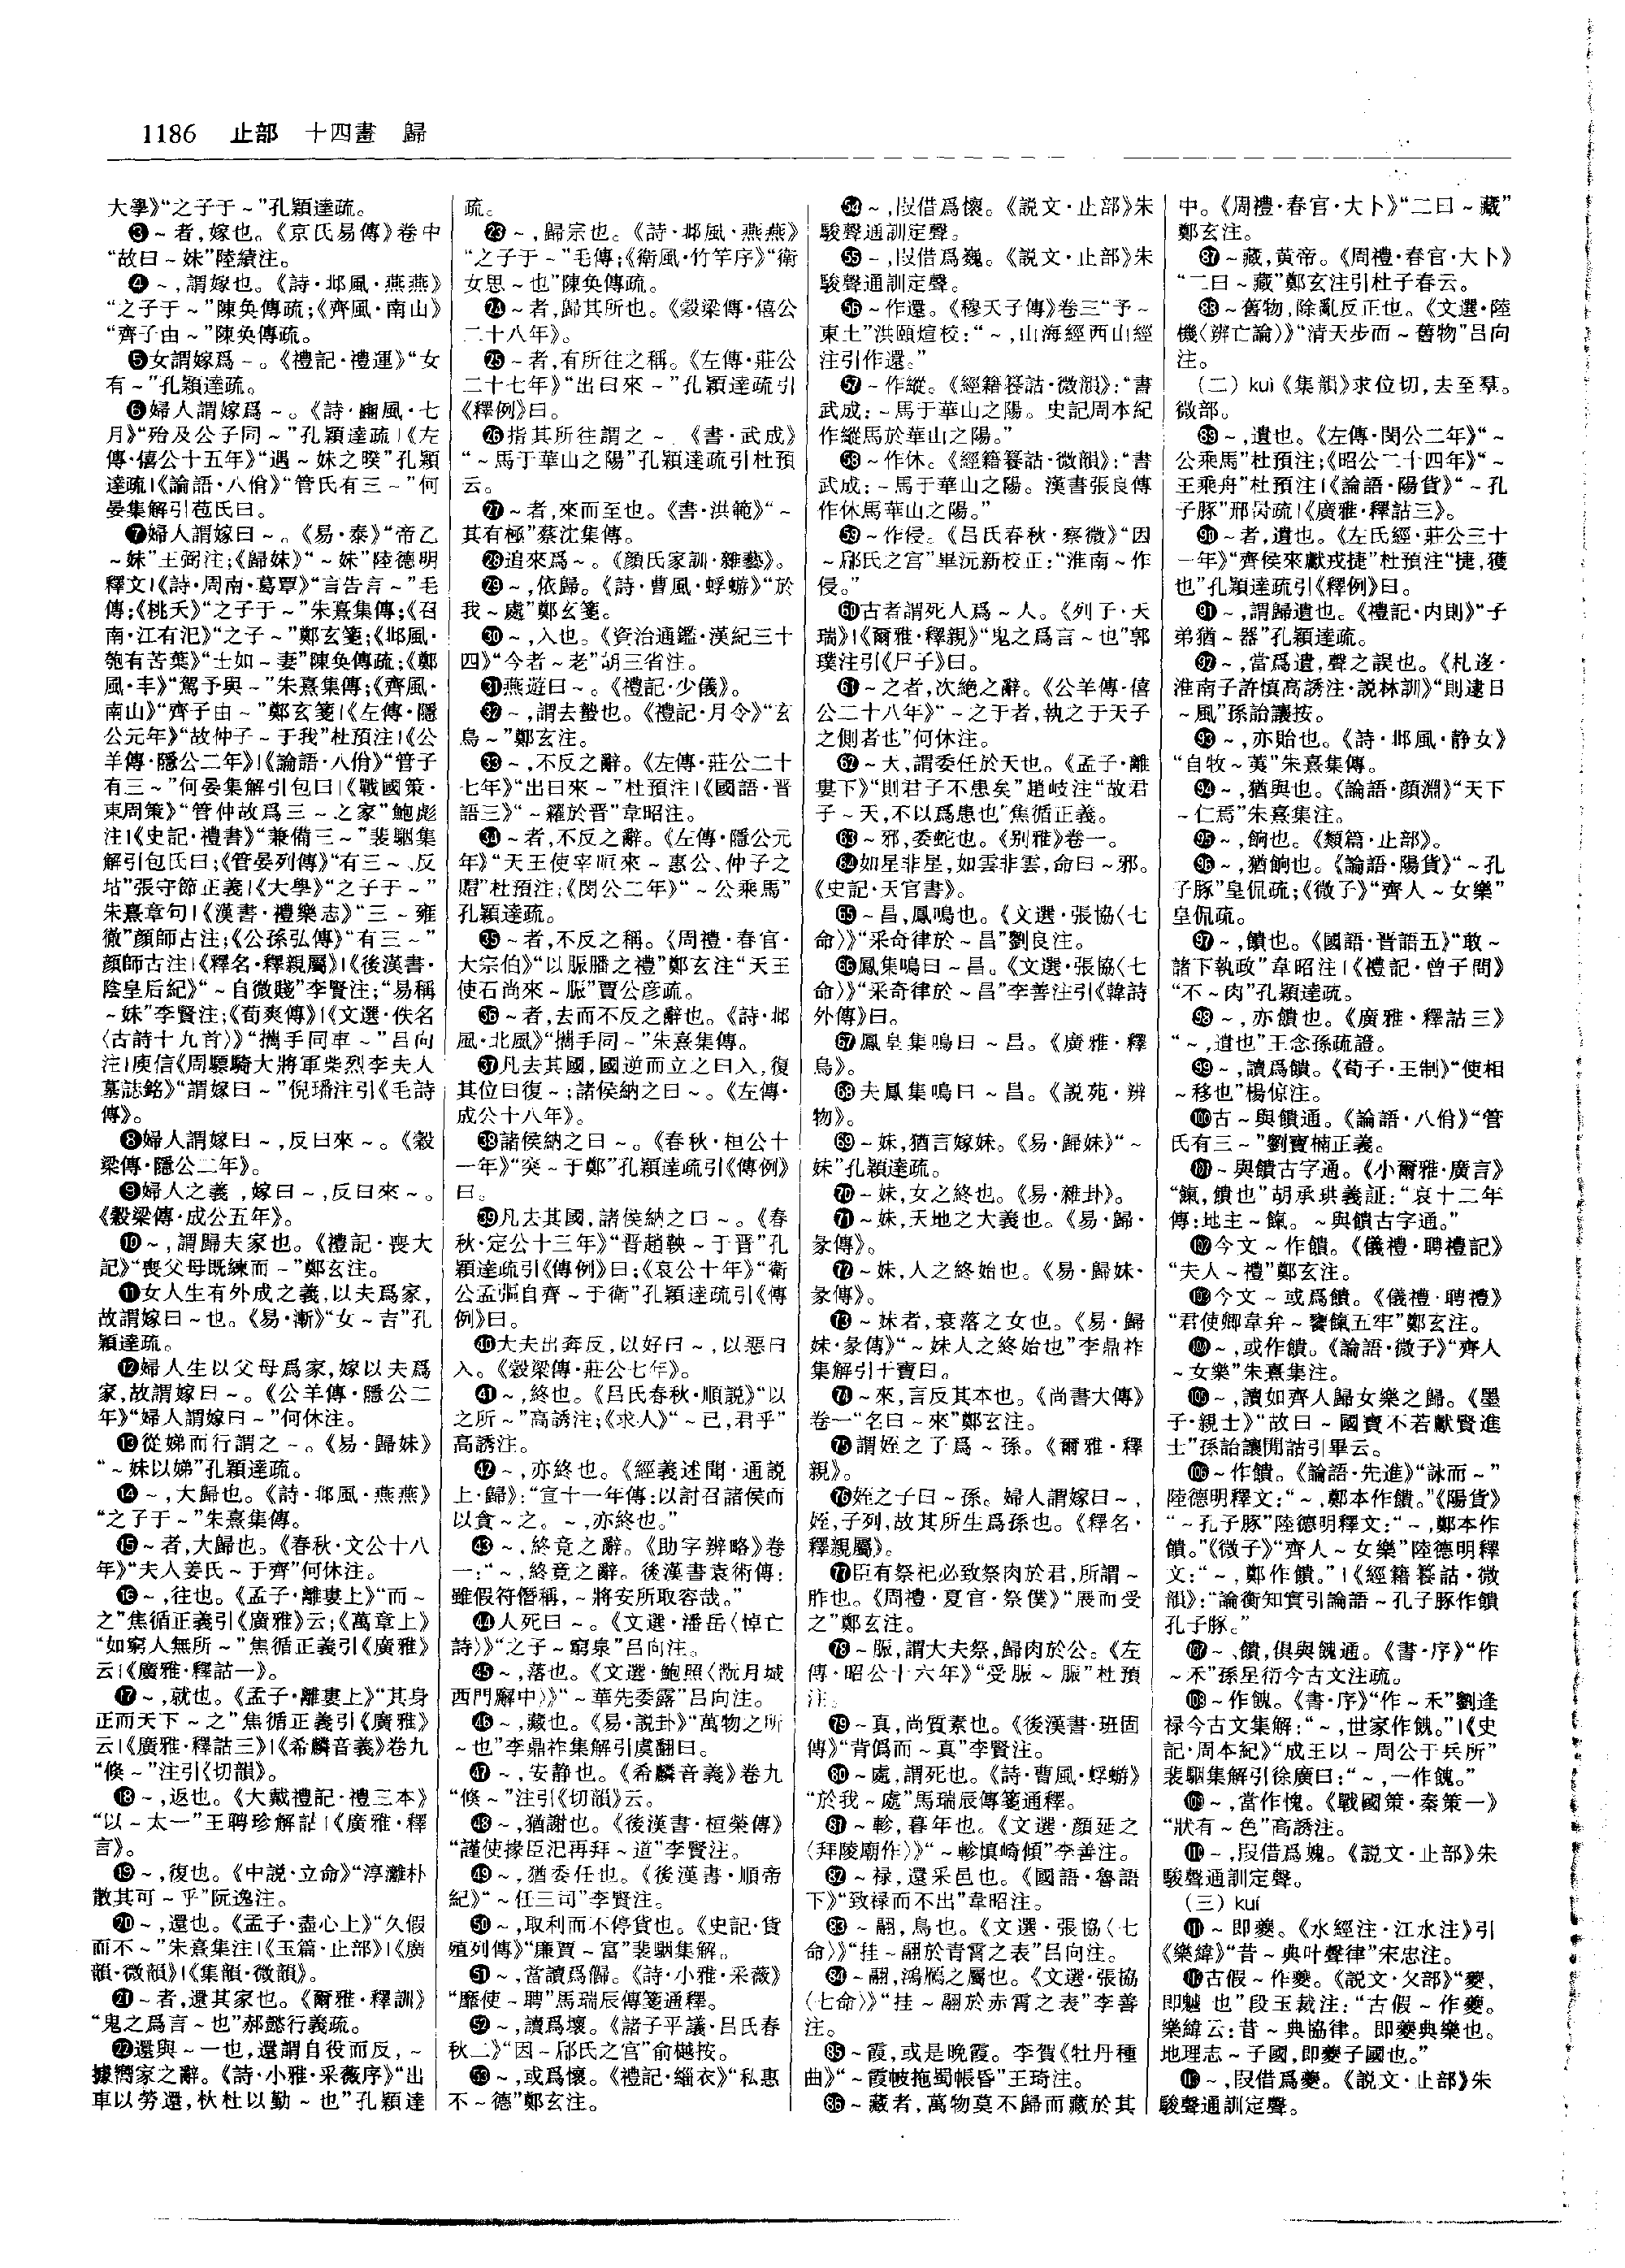 1186 止部 十四畫 歸
大學》“之子于～”孔穎達疏。
❸～者,嫁也。《京氏易傳》卷中
“故曰～妹”陸績注。
❹～,謂嫁也。《詩·邶風·燕燕》
“之子于～”陳奂傳疏;《齊風·南山》
“齊子由～”陳奂傳疏。
❺女謂嫁爲～。《禮記·禮運》“女
有～”孔穎達疏。
❻婦人謂嫁爲～。《詩·豳風·七
月》“殆及公子同～”孔穎達疏|《左
傳·僖公十五年》“遇～妹之睽”孔穎
達疏|《論語·八佾》“管氏有三～”何
晏集解引苞氏曰。
❼婦人謂嫁曰～。《易·泰》“帝乙
～妹”王弼注;《歸妹》“～妹”陸德明
釋文|《詩·周南·葛覃》“言告言～”毛
傳;《桃夭》“之子于～”朱熹集傳;《召
南·江有汜》“之子～”鄭玄箋;《邶風·
匏有苦葉》“士如～妻”陳奂傳疏;《鄭
風·丰》“駕予與～”朱熹集傳;《齊風·
南山》“齊子由～”鄭玄箋|《左傳·隱
公元年》“故仲子～于我”杜預注|《公
羊傳·隱公二年》|《論語·八佾》“管子
有三～”何晏集解引包曰|《戰國策·
東周策》“管仲故爲三～之家”鮑彪
注|《史記·禮書》“兼備三～”裴駰集
解引包氏曰;《管晏列傳》“有三～、反
坫”張守節正義|《大學》“之子于～”
朱熹章句|《漢書·禮樂志》“三～雍
徹”顔師古注;《公孫弘傳》“有三～”
顔師古注|《釋名·釋親屬》|《後漢書·
陰皇后紀》“～自微賤”李賢注;“易稱
～妹”李賢注;《荀爽傳》|《文選·佚名
〈古詩十九首〉》“攜手同車～”吕向
注|庾信《周驃騎大將軍柴烈李夫人
墓誌銘》“謂嫁曰～”倪璠注引《毛詩
傳》。
❽婦人謂嫁曰～,反曰來～。《穀
梁傳·隱公二年》。
❾婦人之義,嫁曰～,反曰來～。
《穀梁傳·成公五年》。
❿～,謂歸夫家也。《禮記·喪大
記》“喪父母既練而～”鄭玄注。
⓫女人生有外成之義,以夫爲家,
故謂嫁曰～也。《易·漸》“女～吉”孔
穎達疏。
⓬婦人生以父母爲家,嫁以夫爲
家,故謂嫁曰～。《公羊傳·隱公二
年》“婦人謂嫁曰～”何休注。
⓭從娣而行謂之～。《易·歸妹》
“～妹以娣”孔穎達疏。
⓮～,大歸也。《詩·邶風·燕燕》
“之子于～”朱熹集傳。
⓯～者,大歸也。《春秋·文公十八
年》“夫人姜氏～于齊”何休注。
⓰～,往也。《孟子·離婁上》“而～
之”焦循正義引《廣雅》云;《萬章上》
“如窮人無所～”焦循正義引《廣雅》
云|《廣雅·釋詁一》。
⓱～,就也。《孟子·離婁上》“其身
正而天下～之”焦循正義引《廣雅》
云|《廣雅·釋詁三》|《希麟音義》卷九
“倏～”注引《切韻》。
⓲～,返也。《大戴禮記·禮三本》
“以～太一”王聘珍解詁|《廣雅·釋
言》。
⓳～,復也。《中説·立命》“淳灕朴
散其可～乎”阮逸注。
⓴～,還也。《孟子·盡心上》“久假
而不～”朱熹集注|《玉篇·止部》|《廣
韻·微韻》|《集韻·微韻》。
㉑～者,還其家也。《爾雅·釋訓》
“鬼之爲言～也”郝懿行義疏。
㉒還與～一也,還謂自役而反,～
據嚮家之辭。《詩·小雅·采薇序》“出
車以勞還,杕杜以勤～也”孔穎達
疏。
㉓～,歸宗也。《詩·邶風·燕燕》
“之子于～”毛傳;《衛風·竹竿序》“衛
女思～也”陳奂傳疏。
㉔～者,歸其所也。《穀梁傳·僖公
二十八年》。
㉕～者,有所往之稱。《左傳·莊公
二十七年》“出曰來～”孔穎達疏引
《釋例》曰。
㉖指其所往謂之～。《書·武成》
“～馬于華山之陽”孔穎達疏引杜預
云。
㉗～者,來而至也。《書·洪範》“～
其有極”蔡沈集傳。
㉘追來爲～。《顔氏家訓·雜藝》。
㉙～,依歸。《詩·曹風·蜉蝣》“於
我～處”鄭玄箋。
㉚～,入也。《資治通鑑·漢紀三十
四》“今者～老”胡三省注。
㉛燕遊曰～。《禮記·少儀》。
㉜～,謂去蟄也。《禮記·月令》“玄
鳥～”鄭玄注。
㉝～,不反之辭。《左傳·莊公二十
七年》“出曰來～”杜預注|《國語·晉
語三》“～糴於晉”韋昭注。
㉞～者,不反之辭。《左傳·隱公元
年》“天王使宰咺來～惠公、仲子之
賵”杜預注;《閔公二年》“～公乘馬”
孔穎達疏。
㉟～者,不反之稱。《周禮·春官·
大宗伯》“以脤膰之禮”鄭玄注“天王
使石尚來～脤”賈公彦疏。
㊱～者,去而不反之辭也。《詩·邶
風·北風》“攜手同～”朱熹集傳。
㊲凡去其國,國逆而立之曰入,復
其位曰復～;諸侯納之曰～。《左傳·
成公十八年》。
㊳諸侯納之曰～。《春秋·桓公十
一年》“突～于鄭”孔穎達疏引《傳例》
曰。
㊴凡去其國,諸侯納之曰～。《春
秋·定公十三年》“晋趙鞅～于晋”孔
穎達疏引《傳例》曰;《哀公十年》“衛
公孟彄自齊～于衛”孔穎達疏引《傳
例》曰。
㊵大夫出奔反,以好曰～,以惡曰
入。《穀梁傳·莊公七年》。
㊶～,終也。《吕氏春秋·順説》“以
之所～”高誘注;《求人》“～已,君乎”
高誘注。
㊷～,亦終也。《經義述聞·通説
上·歸》:“宣十一年傳:以討召諸侯而
以貪～之。～,亦終也。”
㊸～,終竟之辭。《助字辨略》卷
一:“～,終竟之辭。後漢書袁術傳:
雖假符僭稱,～將安所取容哉。”
㊹人死曰～。《文選·潘岳〈悼亡
詩〉》“之子～窮泉”吕向注。
㊺～,落也。《文選·鮑照〈翫月城
西門廨中〉》“～華先委露”吕向注。
㊻～,藏也。《易·説卦》“萬物之所
～也”李鼎祚集解引虞翻曰。
㊼～,安静也。《希麟音義》卷九
“倏～”注引《切韻》云。
㊽～,猶謝也。《後漢書·桓榮傳》
“謹使掾臣汜再拜～道”李賢注。
㊾～,猶委任也。《後漢書·順帝
紀》“～任三司”李賢注。
㊿～,取利而不停貨也。《史記·貨
殖列傳》“廉賈～富”裴駰集解。
51～,當讀爲䞈。《詩·小雅·采薇》
“靡使～聘”馬瑞辰傳箋通釋。
52～,讀爲壞。《諸子平議·吕氏春
秋二》“因～郈氏之宫”俞樾按。
53～,或爲懷。《禮記·緇衣》“私惠
不～德”鄭玄注。
54～,叚借爲懷。《説文·止部》朱
駿聲通訓定聲。
55～,叚借爲巍。《説文·止部》朱
駿聲通訓定聲。
56～作還。《穆天子傳》卷三“予～
東土”洪頤煊校:“～,山海經西山經
注引作還。”
57～作縱。《經籍籑詁·微韻》:“書
武成:～馬于華山之陽。史記周本紀
作縱馬於華山之陽。”
58～作休。《經籍籑詁·微韻》:“書
武成:～馬于華山之陽。漢書張良傳
作休馬華山之陽。”
59～作侵。《吕氏春秋·察微》“因
～郈氏之宫”畢沅新校正:“淮南～作
侵。”
60古者謂死人爲～人。《列子·天
瑞》|《爾雅·釋親》“鬼之爲言～也”郭
璞注引《尸子》曰。
61～之者,次絶之辭。《公羊傳·僖
公二十八年》“～之于者,執之于天子
之側者也”何休注。
62～大,謂委任於天也。《孟子·離
婁下》“則君子不患矣”趙岐注“故君
子～天,不以爲患也”焦循正義。
63～邪,委蛇也。《别雅》卷一。
64如星非星,如雲非雲,命曰～邪。
《史記·天官書》。
65～昌,鳳鳴也。《文選·張協〈七
命〉》“采奇律於～昌”劉良注。
66鳳集鳴曰～昌。《文選·張協〈七
命〉》“采奇律於～昌”李善注引《韓詩
外傳》曰。
67鳳皇集鳴曰～昌。《廣雅·釋
鳥》。
68夫鳳集鳴曰～昌。《説苑·辨
物》。
69～妹,猶言嫁妹。《易·歸妹》“～
妹”孔穎達疏。
70～妹,女之終也。《易·雜卦》。
71～妹,天地之大義也。《易·歸·
彖傳》。
72～妹,人之終始也。《易·歸妹·
彖傳》。
73～妹者,衰落之女也。《易·歸
妹·彖傳》“～妹人之終始也”李鼎祚
集解引干寶曰。
74～來,言反其本也。《尚書大傳》
卷一“名曰～來”鄭玄注。
75謂姪之子爲～孫。《爾雅·釋
親》。
76姪之子曰～孫。婦人謂嫁曰～,
姪,子列,故其所生爲孫也。《釋名·
釋親屬》。
77臣有祭祀必致祭肉於君,所謂～
胙也。《周禮·夏官·祭僕》“展而受
之”鄭玄注。
78～脤,謂大夫祭,歸肉於公。《左
傳·昭公十六年》“受脤～脤”杜預
注。
79～真,尚質素也。《後漢書·班固
傳》“背僞而～真”李賢注。
80～處,謂死也。《詩·曹風·蜉蝣》
“於我～處”馬瑞辰傳箋通釋。
81～軫,暮年也。《文選·顔延之
〈拜陵廟作〉》“～軫慎崎傾”李善注。
82～禄,還采邑也。《國語·魯語
下》“致禄而不出”韋昭注。
83～翮,鳥也。《文選·張協〈七
命〉》“挂～翮於青霄之表”吕向注。
84～翮,鴻鴈之屬也。《文選·張協
〈七命〉》“挂～翮於赤霄之表”李善
注。
85～霞,或是晚霞。李賀《牡丹種
曲》“～霞帔拖蜀帳昏”王琦注。
86～藏者,萬物莫不歸而藏於其
中。《周禮·春官·大卜》“二曰～藏”
鄭玄注。
87～藏,黄帝。《周禮·春官·大卜》
“二曰～藏”鄭玄注引杜子春云。
88～舊物,除亂反正也。《文選·陸
機〈辨亡論〉》“清天步而～舊物”吕向
注。
(二) kuì《集韻》求位切,去至羣。
微部。
89～,遺也。《左傳·閔公二年》“～
公乘馬”杜預注;《昭公二十四年》“～
王乘舟”杜預注|《論語·陽貨》“～孔
子豚”邢昺疏|《廣雅·釋詁三》。
90～者,遺也。《左氏經·莊公三十
一年》“齊侯來獻戎捷”杜預注“捷,獲
也”孔穎達疏引《釋例》曰。
91～,謂歸遺也。《禮記·内則》“子
弟猶～器”孔穎達疏。
92～,當爲遺,聲之誤也。《札迻·
淮南子許慎高誘注·説林訓》“則逮日
～風”孫詒讓按。
93～,亦貽也。《詩·邶風·静女》
“自牧～荑”朱熹集傳。
94～,猶與也。《論語·顔淵》“天下
～仁焉”朱熹集注。
95～,餉也。《類篇·止部》。
96～,猶餉也。《論語·陽貨》“～孔
子豚”皇侃疏;《微子》“齊人～女樂”
皇侃疏。
97～,饋也。《國語·晋語五》“敢～
諸下執政”韋昭注|《禮記·曾子問》
“不～肉”孔穎達疏。
98～,亦饋也。《廣雅·釋詁三》
“～,遺也”王念孫疏證。
99～,讀爲饋。《荀子·王制》“使相
～移也”楊倞注。
100古～與饋通。《論語·八佾》“管
氏有三～”劉寶楠正義。
101～與饋古字通。《小爾雅·廣言》
“餼,饋也”胡承珙義証:“哀十二年
傳:地主～餼。～與饋古字通。”
102今文～作饋。《儀禮·聘禮記》
“夫人～禮”鄭玄注。
103今文～或爲饋。《儀禮·聘禮》
“君使卿韋弁～饔餼五牢”鄭玄注。
104～,或作饋。《論語·微子》“齊人
～女樂”朱熹集注。
105～,讀如齊人歸女樂之歸。《墨
子·親士》“故曰～國寶不若獻賢進
士”孫詒讓閒詁引畢云。
106～作饋。《論語·先進》“詠而～”
陸德明釋文:“～,鄭本作饋。”《陽貨》
“～孔子豚”陸德明釋文:“～,鄭本作
饋。”《微子》“齊人～女樂”陸德明釋
文:“～,鄭作饋。”|《經籍籑詁·微
韻》:“論衡知實引論語～孔子豚作饋
孔子豚。”
107～、饋,俱與餽通。《書·序》“作
～禾”孫星衍今古文注疏。
108～作餽。《書·序》“作～禾”劉逢
禄今古文集解:“～,世家作餽。”|《史
記·周本紀》“成王以～周公于兵所”
裴駰集解引徐廣曰:“～,一作餽。”
109～,當作愧。《戰國策·秦策一》
“狀有～色”高誘注。
110～,叚借爲媿。《説文·止部》朱
駿聲通訓定聲。
(三) kuí
111～即夔。《水經注·江水注》引
《樂緯》“昔～典叶聲律”宋忠注。
112古假～作夔。《説文·夊部》“夔,
即魖也”段玉裁注:“古假～作夔。
樂緯云:昔～典協律。即夔典樂也。
地理志～子國,即夔子國也。”
113～,叚借爲夔。《説文·止部》朱
駿聲通訓定聲。